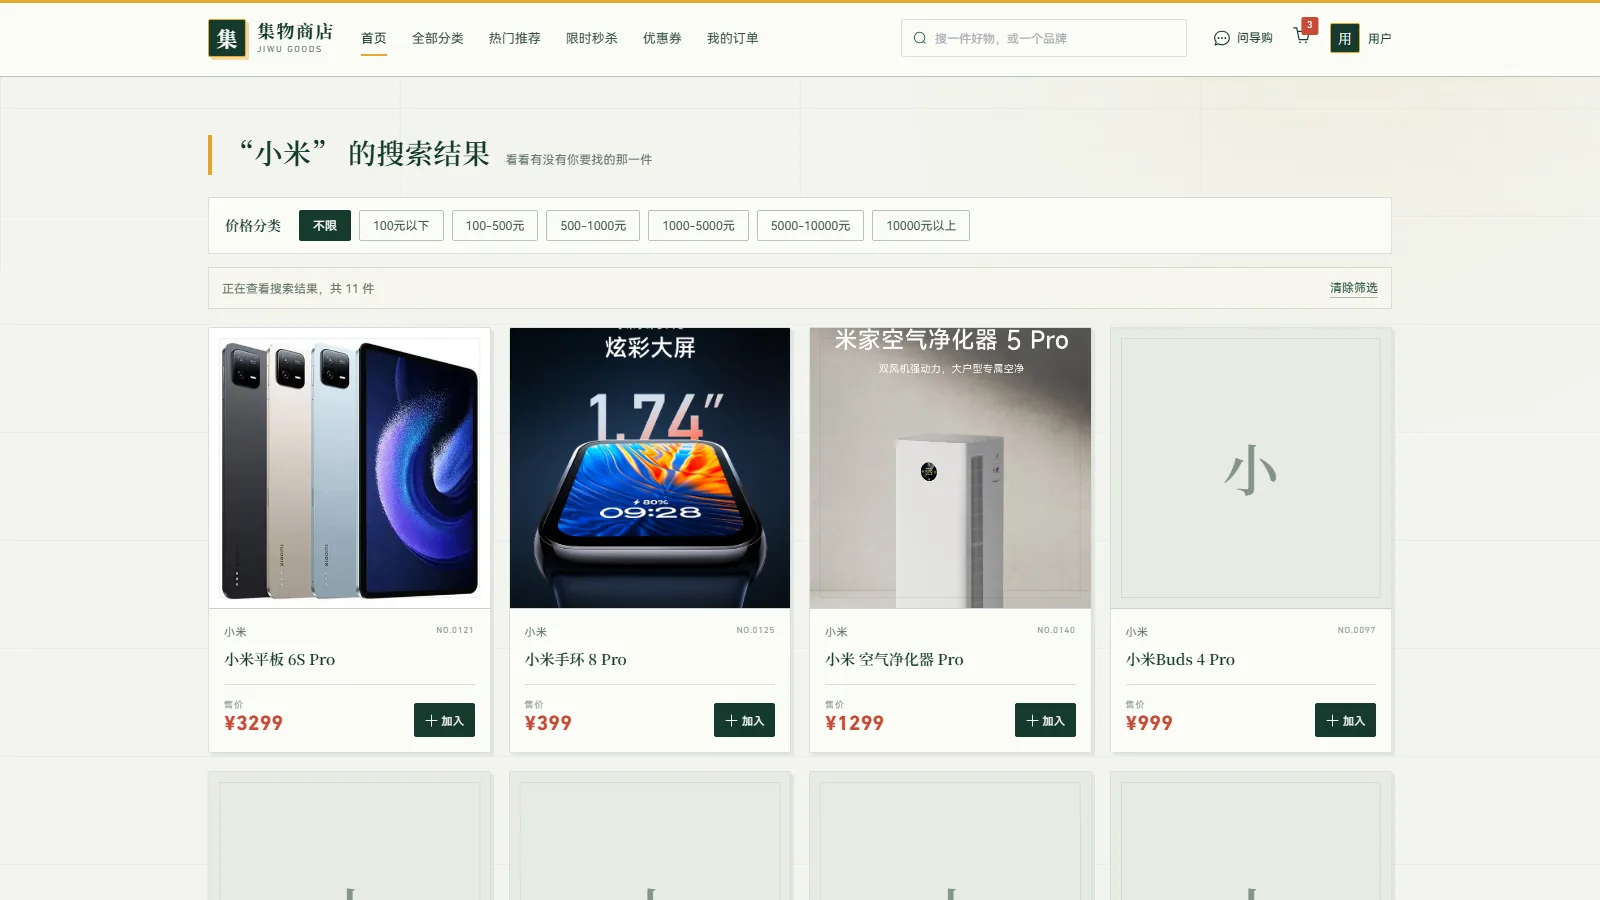 集 集物商店
JIWU GOODS
首页 全部分类 热门推荐 限时秒杀 优惠券 我的订单
搜一件好物，或一个品牌
问导购
3
用 用户
“小米” 的搜索结果 看看有没有你要找的那一件
价格分类 不限 100元以下 100-500元 500-1000元 1000-5000元 5000-10000元 10000元以上
正在查看搜索结果，共 11 件 清除筛选
炫彩大屏
1.74”
80%
09:28
米家空气净化器 5 Pro
双风机强动力，大户型专属空净
小
小米 NO.0121
小米平板 6S Pro
售价
¥3299
加入
小米 NO.0125
小米手环 8 Pro
售价
¥399
加入
小米 NO.0140
小米 空气净化器 Pro
售价
¥1299
加入
小米 NO.0097
小米Buds 4 Pro
售价
¥999
加入